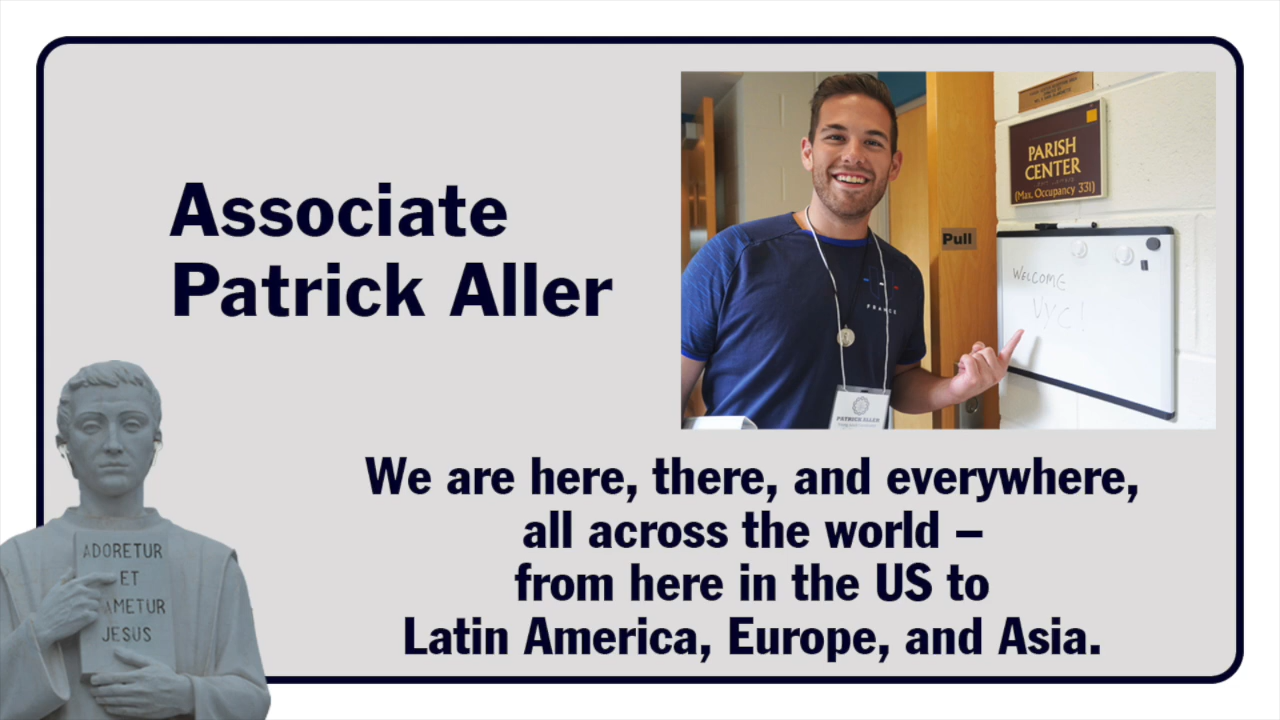 Associate
Patrick Aller
PARISH
CENTER
(Max. Occupancy 331)
Pull
WELCOME
VYC!
FRANCE
PATRICK ALLER
ADORETUR
ET
AMETUR
JESUS
We are here, there, and everywhere,
all across the world –
from here in the US to
Latin America, Europe, and Asia.